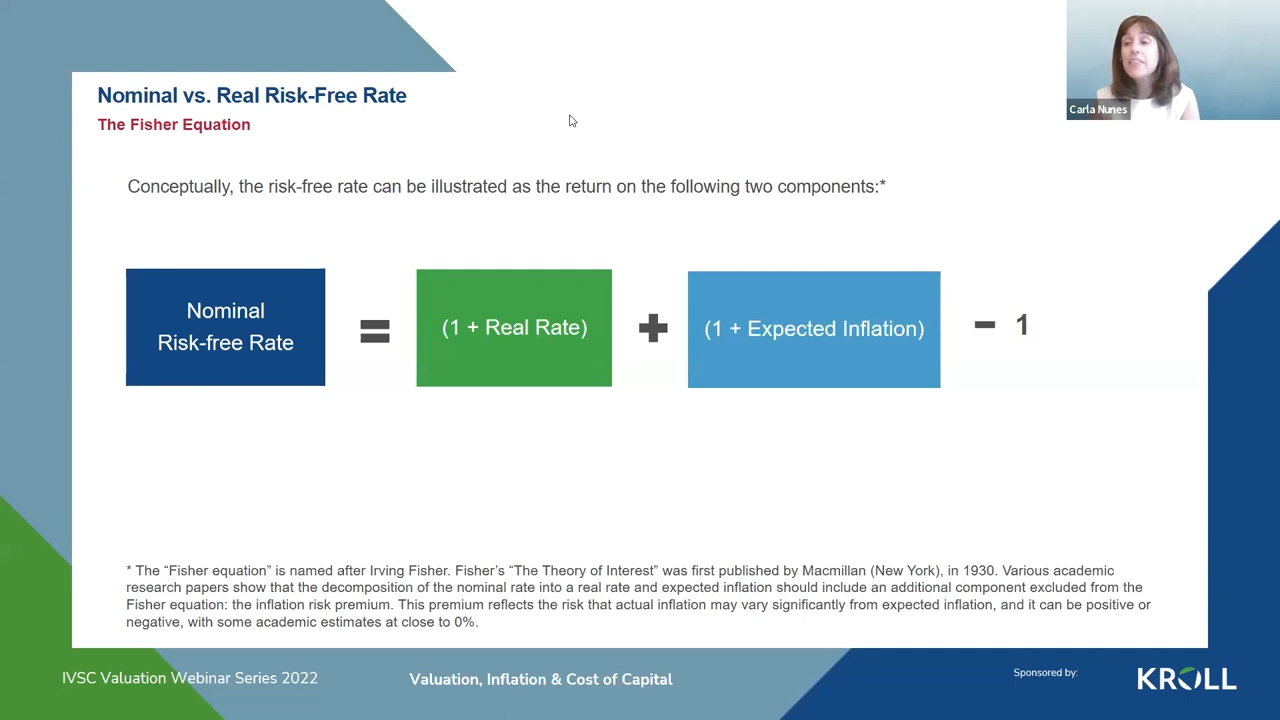 Carla Nunes
Nominal vs. Real Risk-Free Rate
The Fisher Equation
Conceptually, the risk-free rate can be illustrated as the return on the following two components:*
Nominal
Risk-free Rate
=
(1 + Real Rate)
+
(1 + Expected Inflation)
- 1
* The “Fisher equation” is named after Irving Fisher. Fisher’s “The Theory of Interest” was first published by Macmillan (New York), in 1930. Various academic
research papers show that the decomposition of the nominal rate into a real rate and expected inflation should include an additional component excluded from the
Fisher equation: the inflation risk premium. This premium reflects the risk that actual inflation may vary significantly from expected inflation, and it can be positive or
negative, with some academic estimates at close to 0%.
IVSC Valuation Webinar Series 2022
Valuation, Inflation & Cost of Capital
Sponsored by:
KROLL